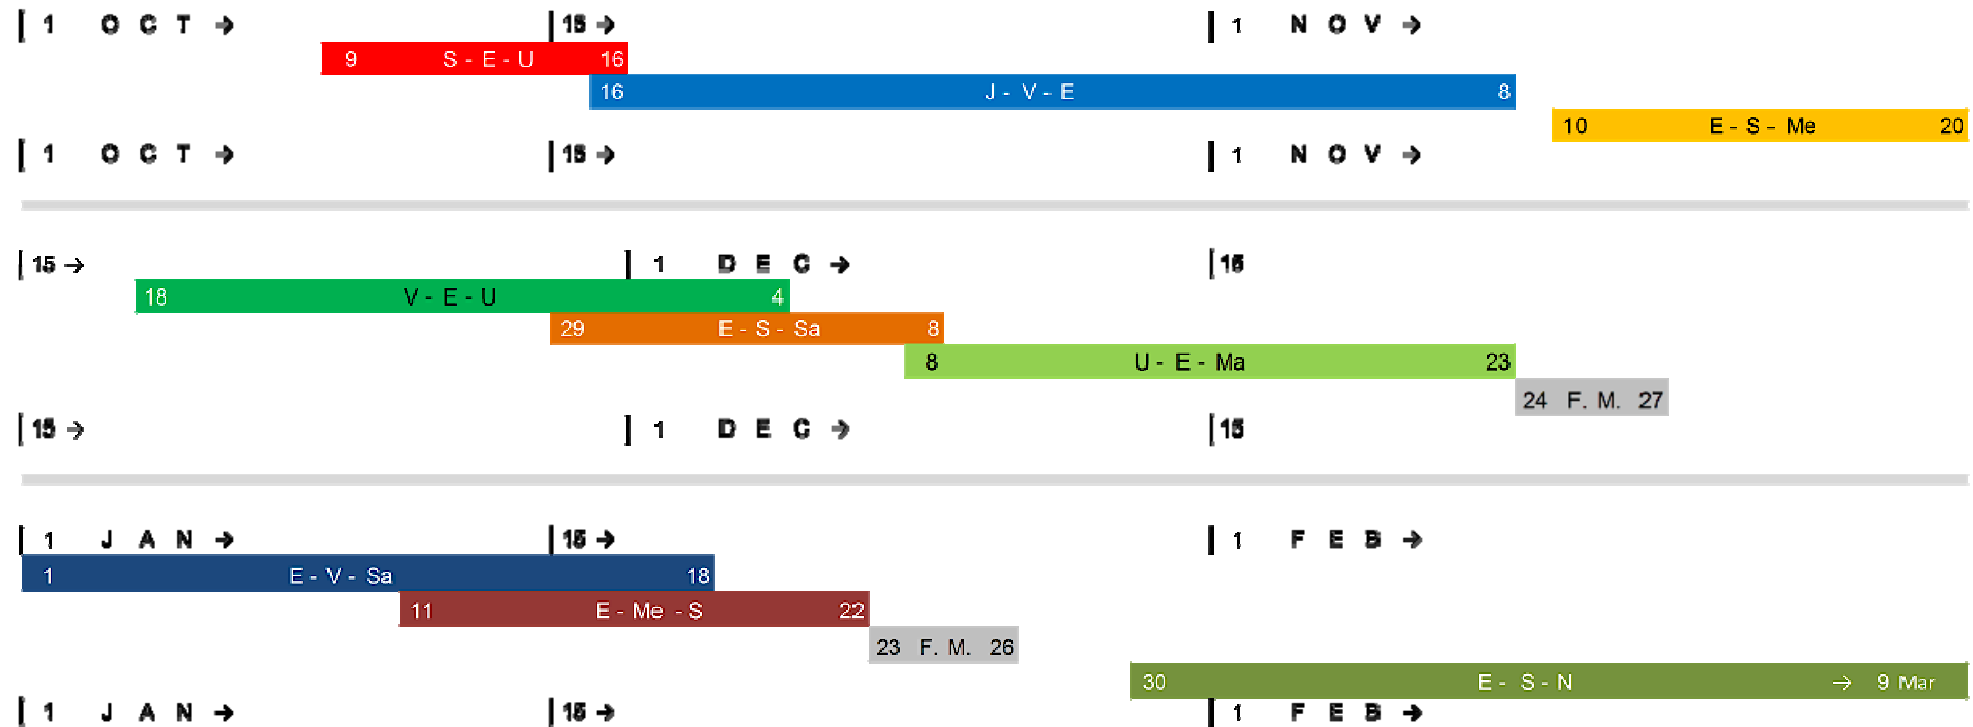 1 OCT → 15 → 1 NOV →
9 S - E - U 16
16 J - V - E 8
10 E - S - Me 20
1 OCT → 15 → 1 NOV →
15 → 1 DEC → 15
18 V - E - U 4
29 E - S - Sa 8
8 U - E - Ma 23
24 F. M. 27
15 → 1 DEC → 15
1 JAN → 15 → 1 FEB →
1 E - V - Sa 18
11 E - Me - S 22
23 F. M. 26
30 E - S - N → 9 Mar
1 JAN → 15 → 1 FEB →